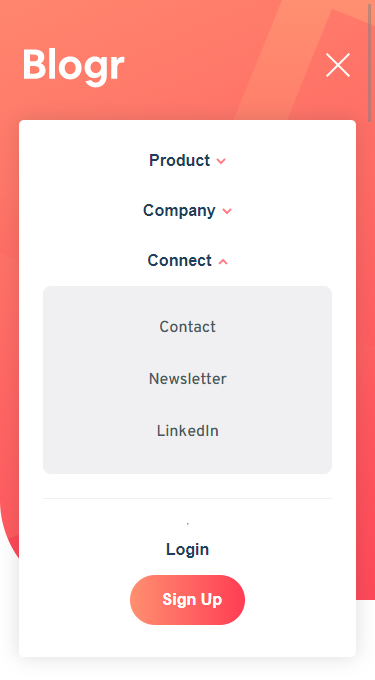 Blogr
Product
Company
Connect
Contact
Newsletter
LinkedIn
.
Login
Sign Up